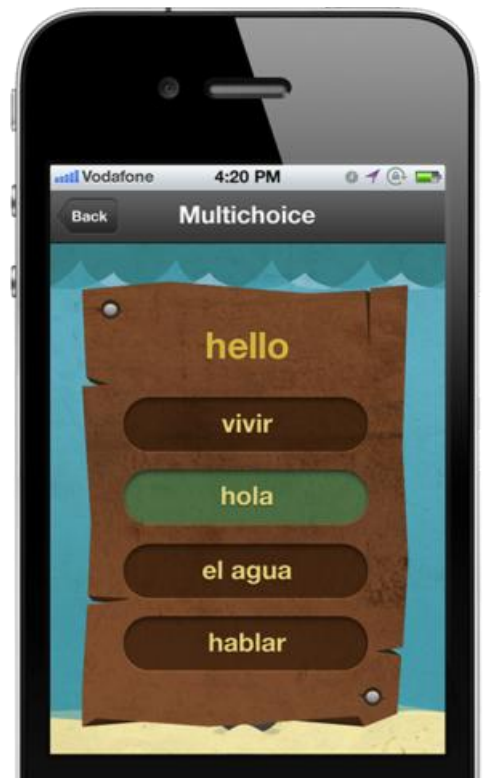 Vodafone 4:20 PM
Back Multichoice
hello
vivir
hola
el agua
hablar